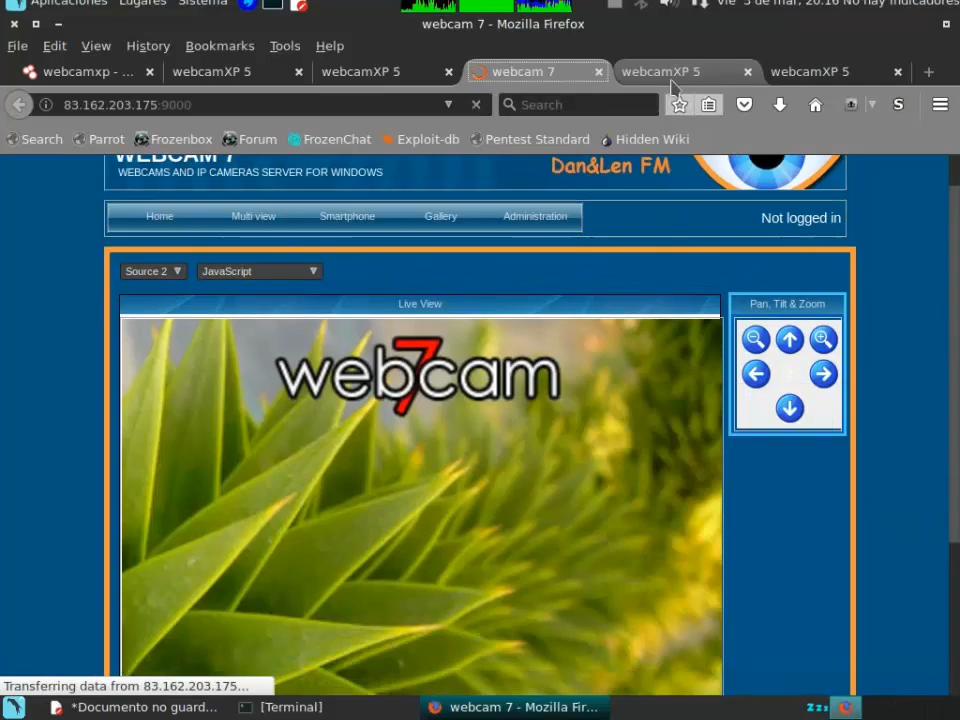 Aplicaciones Lugares Sistema vie 3 de mar, 20:16 No hay indicadores
webcam 7 - Mozilla Firefox
File Edit View History Bookmarks Tools Help
webcamxp - ... webcamXP 5 webcamXP 5 webcam 7 webcamXP 5 webcamXP 5
83.162.203.175:9000 Search S
Search Parrot Frozenbox Forum FrozenChat Exploit-db Pentest Standard Hidden Wiki
WEBCAM 7
WEBCAMS AND IP CAMERAS SERVER FOR WINDOWS
Dan&Len FM
Home Multi view Smartphone Gallery Administration Not logged in
Source 2 JavaScript
Live View Pan, Tilt & Zoom
web7cam
Transferring data from 83.162.203.175...
*Documento no guard... [Terminal] webcam 7 - Mozilla Fir... zzz